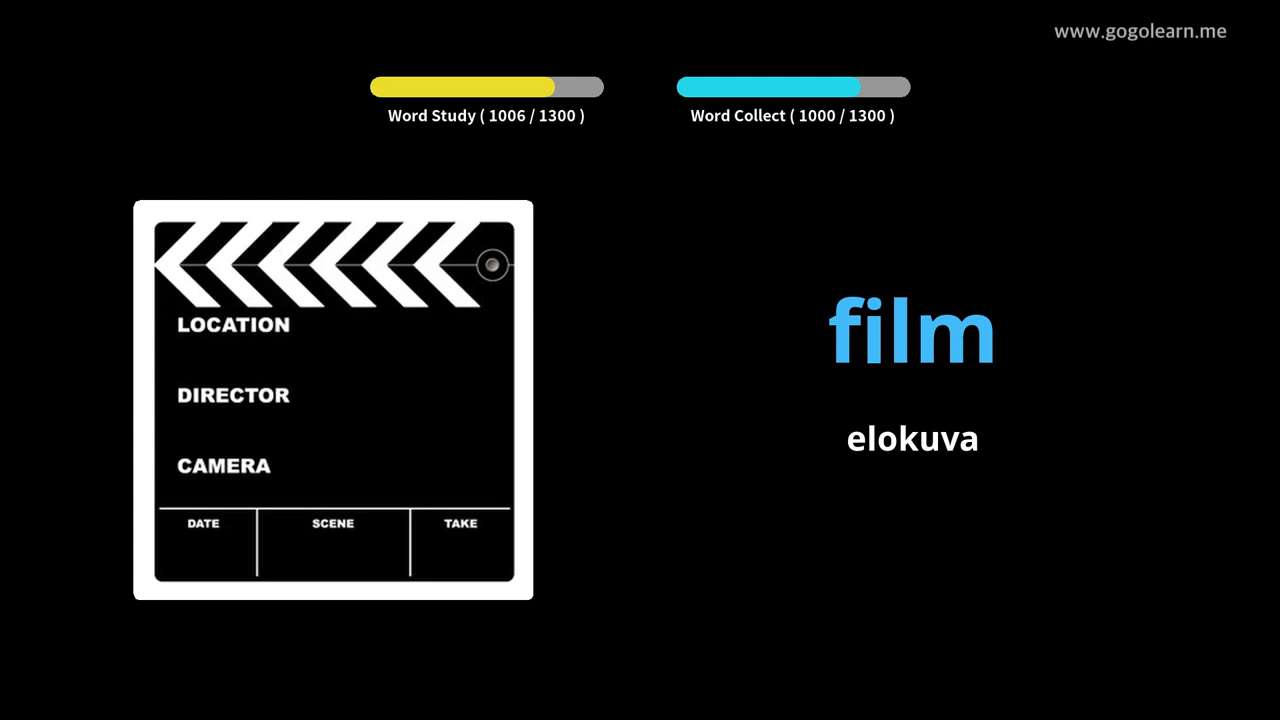 www.gogolearn.me
Word Study ( 1006 / 1300 )
Word Collect ( 1000 / 1300 )
LOCATION
DIRECTOR
CAMERA
DATE
SCENE
TAKE
film
elokuva